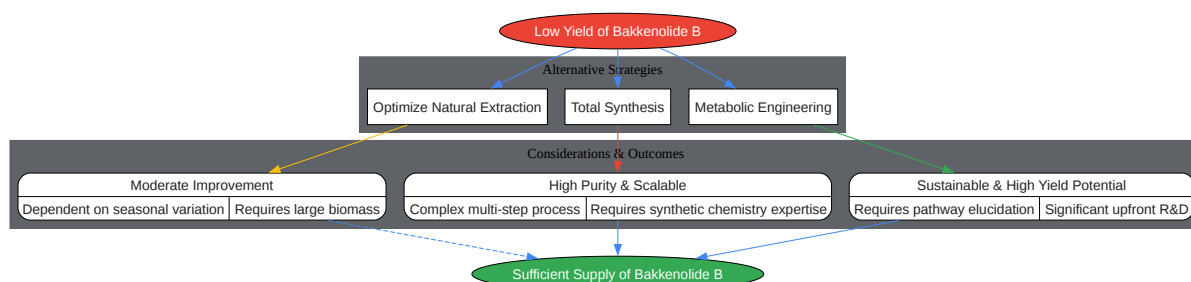 Low Yield of Bakkenolide B
Alternative Strategies
Optimize Natural Extraction
Total Synthesis
Metabolic Engineering
Considerations & Outcomes
Moderate Improvement
Dependent on seasonal variation
Requires large biomass
High Purity & Scalable
Complex multi-step process
Requires synthetic chemistry expertise
Sustainable & High Yield Potential
Requires pathway elucidation
Significant upfront R&D
Sufficient Supply of Bakkenolide B